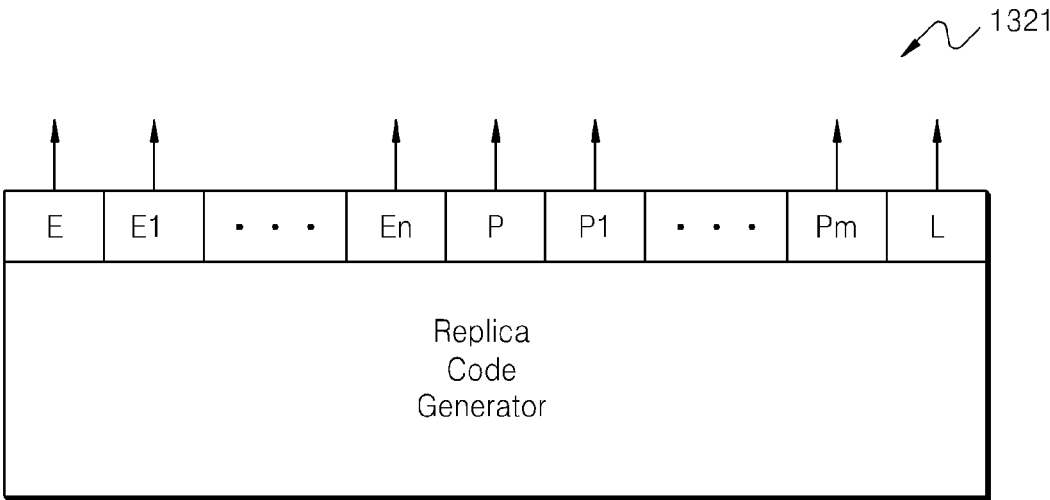 1321
E E1 · · · En P P1 · · · Pm L
Replica
Code
Generator